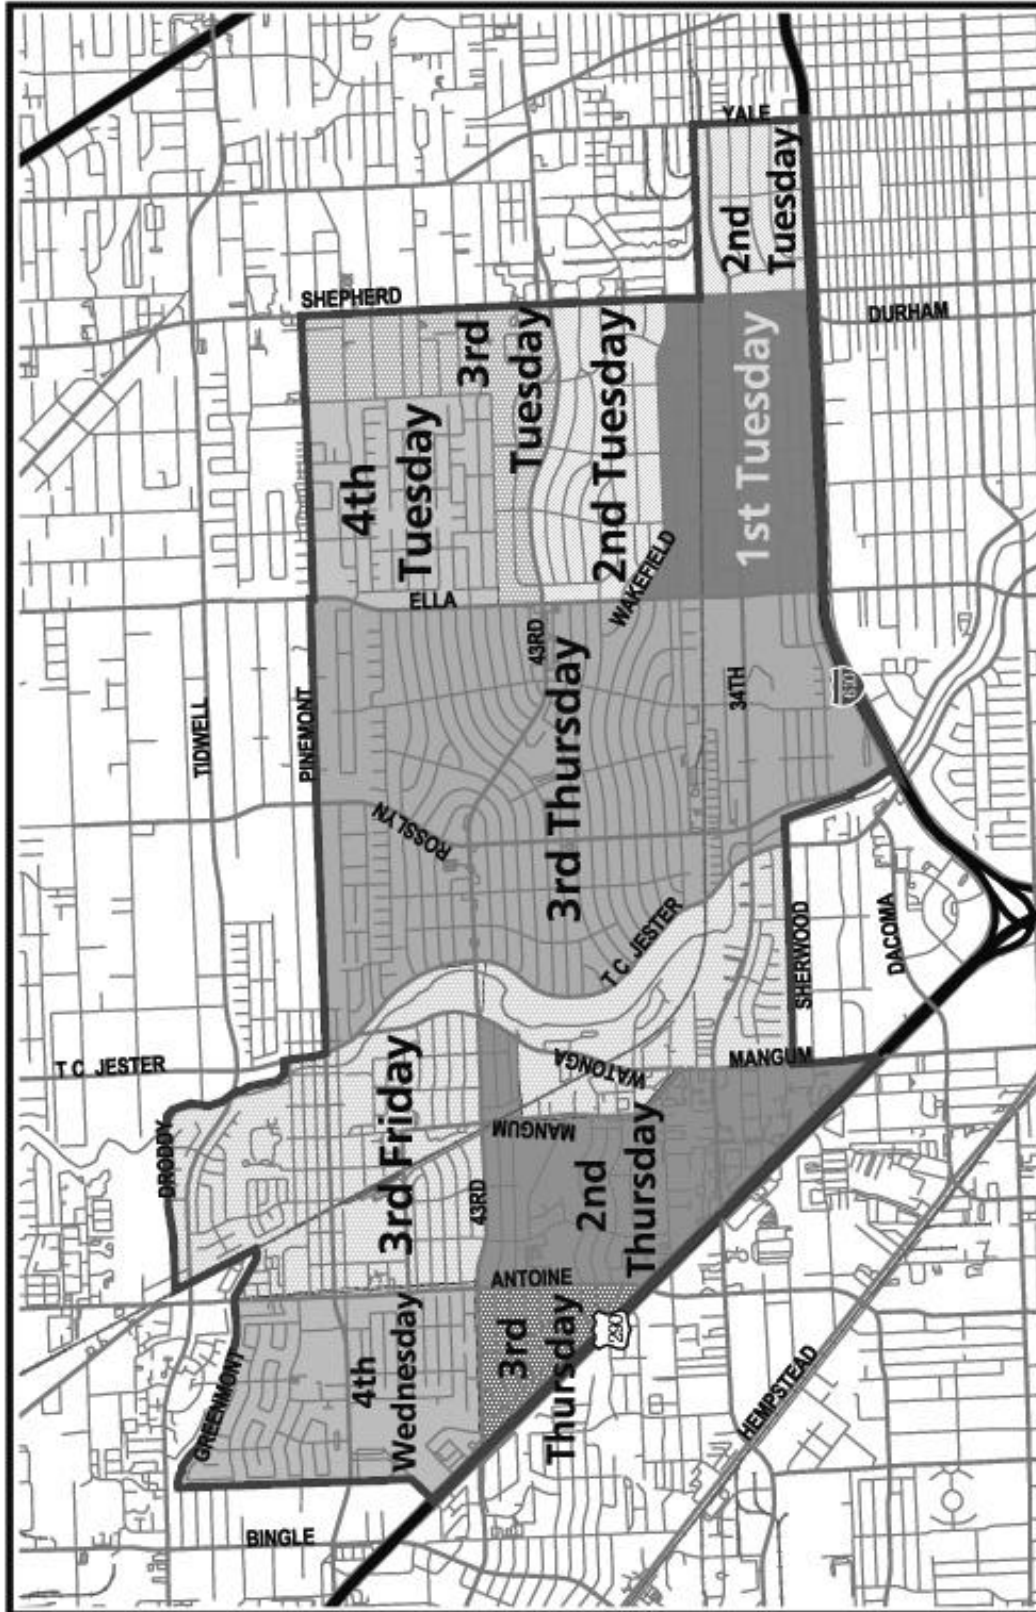 YALE
2nd
Tuesday
SHEPHERD
DURHAM
3rd
Tuesday
2nd Tuesday
1st Tuesday
4th
Tuesday
WAKEFIELD
ELLA
43RD
34TH
610
TIDWELL
PINEMONT
3rd Thursday
ROSSLYN
T C JESTER
SHERWOOD
DACOMA
T C JESTER
MANGUM
WATONGA
DRODDY
3rd Friday
MANGUM
43RD
2nd
Thursday
ANTOINE
290
3rd
Thursday
4th
Wednesday
GREENMONT
HEMPSTEAD
BINGLE